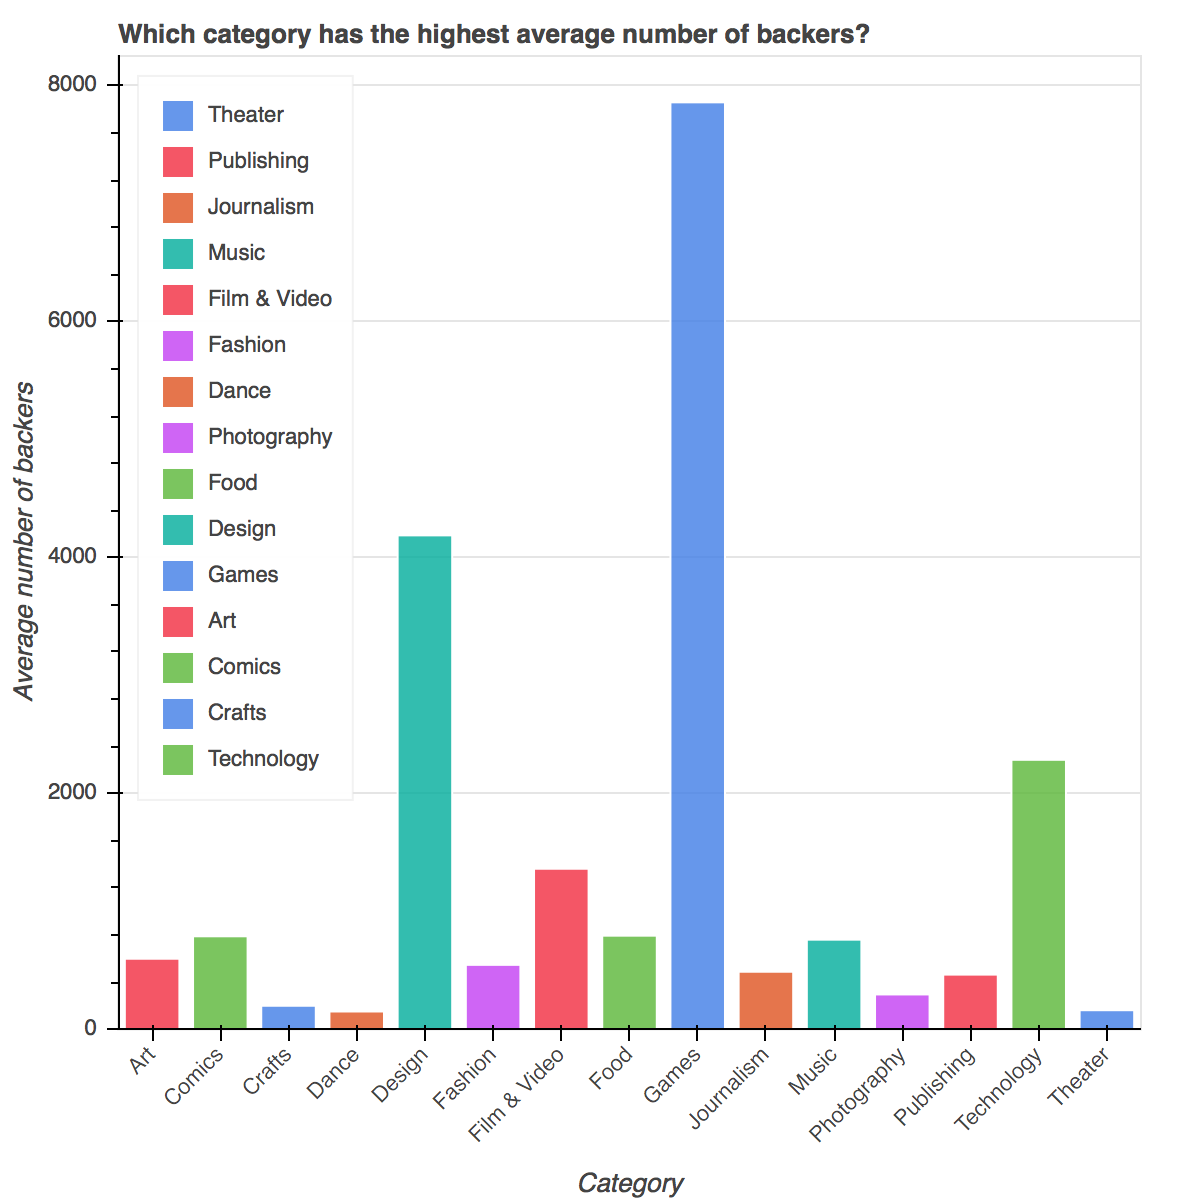 Which category has the highest average number of backers?
8000
6000
4000
2000
0
Average number of backers
Theater
Publishing
Journalism
Music
Film & Video
Fashion
Dance
Photography
Food
Design
Games
Art
Comics
Crafts
Technology
Art
Comics
Crafts
Dance
Design
Fashion
Film & Video
Food
Games
Journalism
Music
Photography
Publishing
Technology
Theater
Category